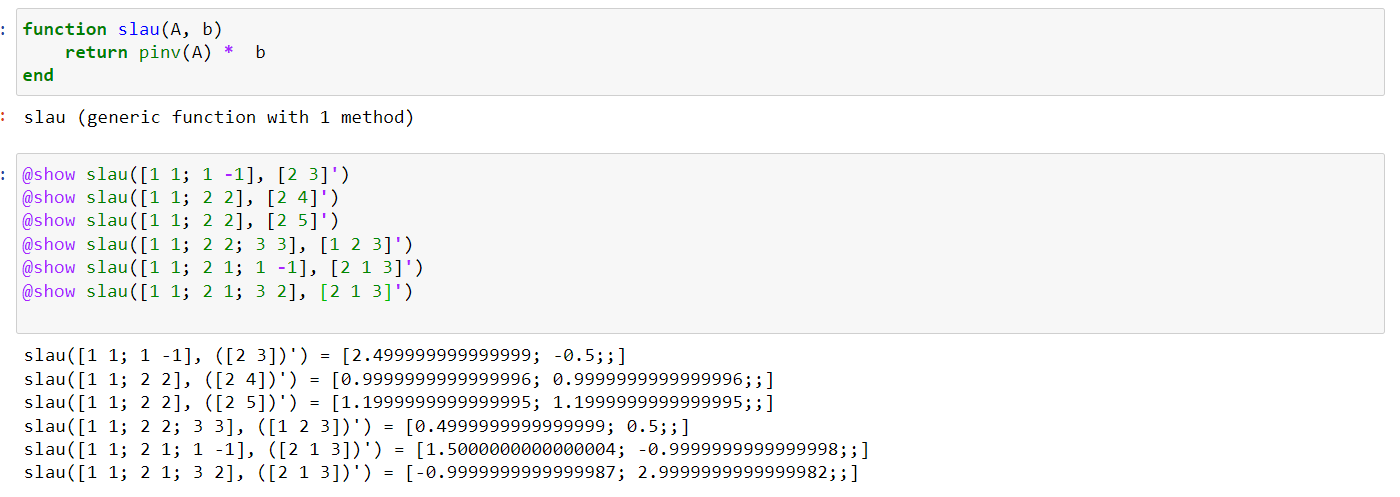 : function slau(A, b)
    return pinv(A) *  b
end
: slau (generic function with 1 method)
: @show slau([1 1; 1 -1], [2 3]')
@show slau([1 1; 2 2], [2 4]')
@show slau([1 1; 2 2], [2 5]')
@show slau([1 1; 2 2; 3 3], [1 2 3]')
@show slau([1 1; 2 1; 1 -1], [2 1 3]')
@show slau([1 1; 2 1; 3 2], [2 1 3]')
slau([1 1; 1 -1], ([2 3])') = [2.499999999999999; -0.5;;]
slau([1 1; 2 2], ([2 4])') = [0.9999999999999996; 0.9999999999999996;;]
slau([1 1; 2 2], ([2 5])') = [1.1999999999999995; 1.1999999999999995;;]
slau([1 1; 2 2; 3 3], ([1 2 3])') = [0.4999999999999999; 0.5;;]
slau([1 1; 2 1; 1 -1], ([2 1 3])') = [1.5000000000000004; -0.9999999999999998;;]
slau([1 1; 2 1; 3 2], ([2 1 3])') = [-0.9999999999999987; 2.9999999999999982;;]